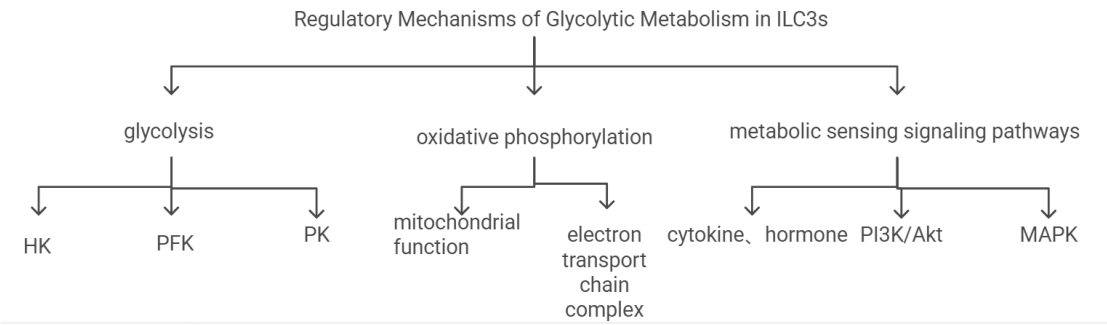 Regulatory Mechanisms of Glycolytic Metabolism in ILC3s
glycolysis
oxidative phosphorylation
metabolic sensing signaling pathways
HK
PFK
PK
mitochondrial
function
electron
transport
chain
complex
cytokine、hormone
PI3K/Akt
MAPK